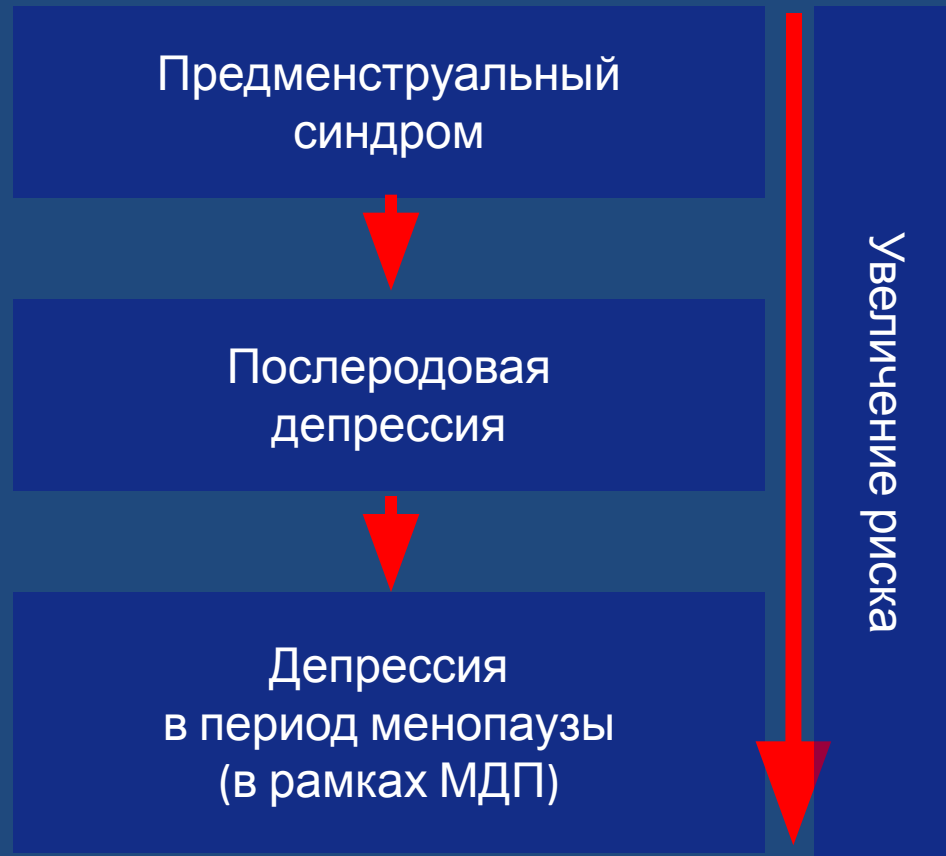 Предменструальный
синдром
Послеродовая
депрессия
Депрессия
в период менопаузы
(в рамках МДП)
Увеличение риска